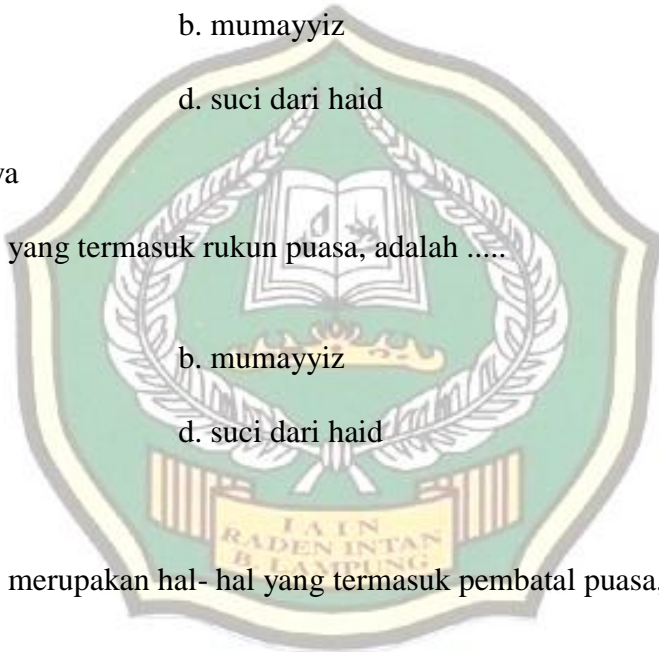 b. mumayyiz
d. suci dari haid
ya
yang termasuk rukun puasa, adalah .....
b. mumayyiz
d. suci dari haid
IAIN
RADEN INTAN
B. LAMPUNG
merupakan hal- hal yang termasuk pembatal puasa,